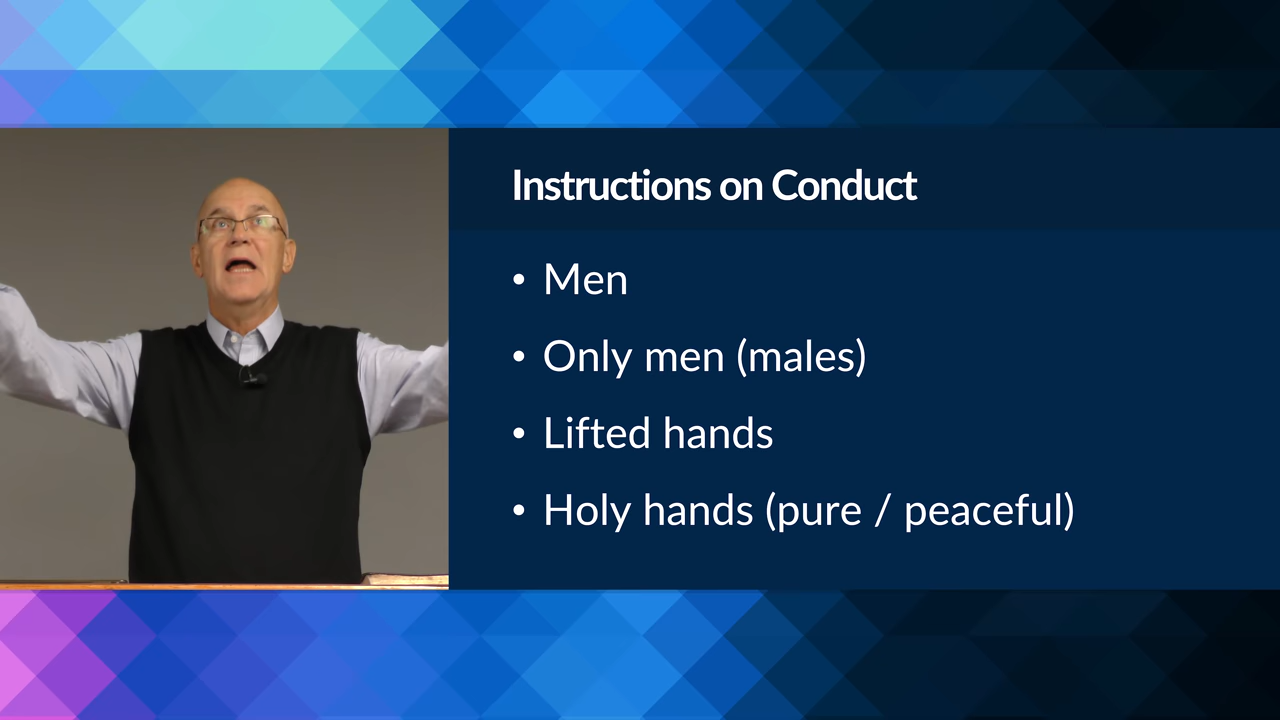 Instructions on Conduct
• Men
• Only men (males)
• Lifted hands
• Holy hands (pure / peaceful)